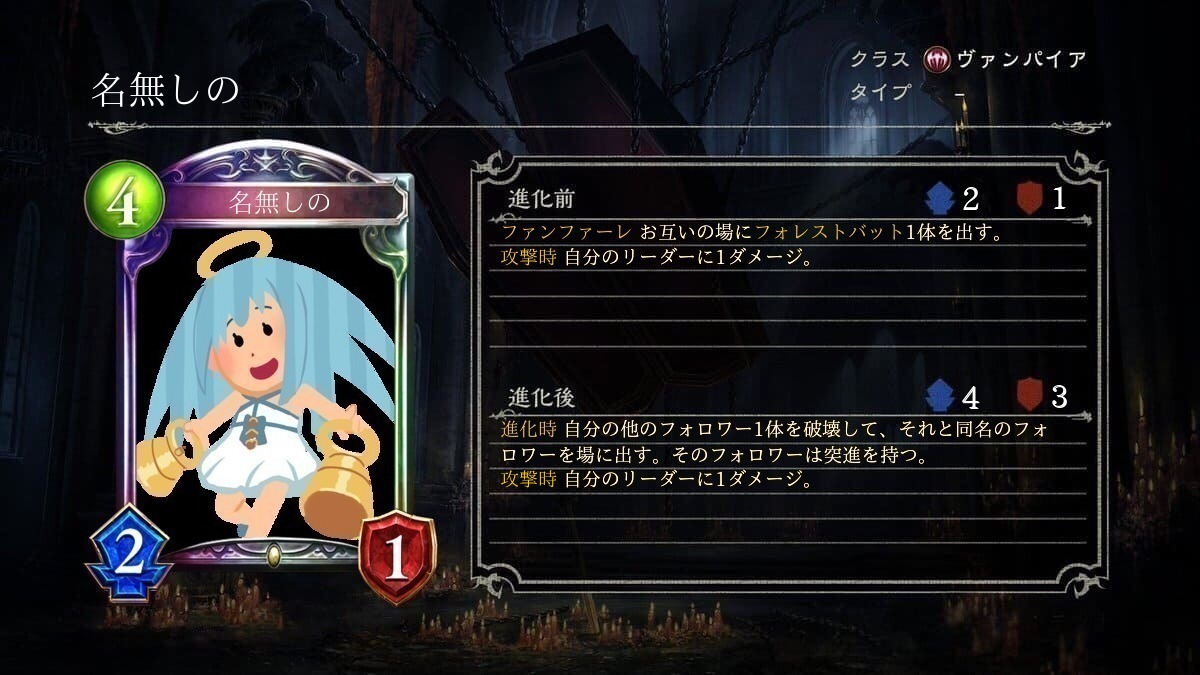 名無しの
クラス ヴァンパイア
タイプ -
4
名無しの
2
1
進化前 2 1
ファンファーレ お互いの場にフォレストバット1体を出す。
攻撃時 自分のリーダーに1ダメージ。
進化後 4 3
進化時 自分の他のフォロワー1体を破壊して、それと同名のフォ
ロワーを場に出す。そのフォロワーは突進を持つ。
攻撃時 自分のリーダーに1ダメージ。